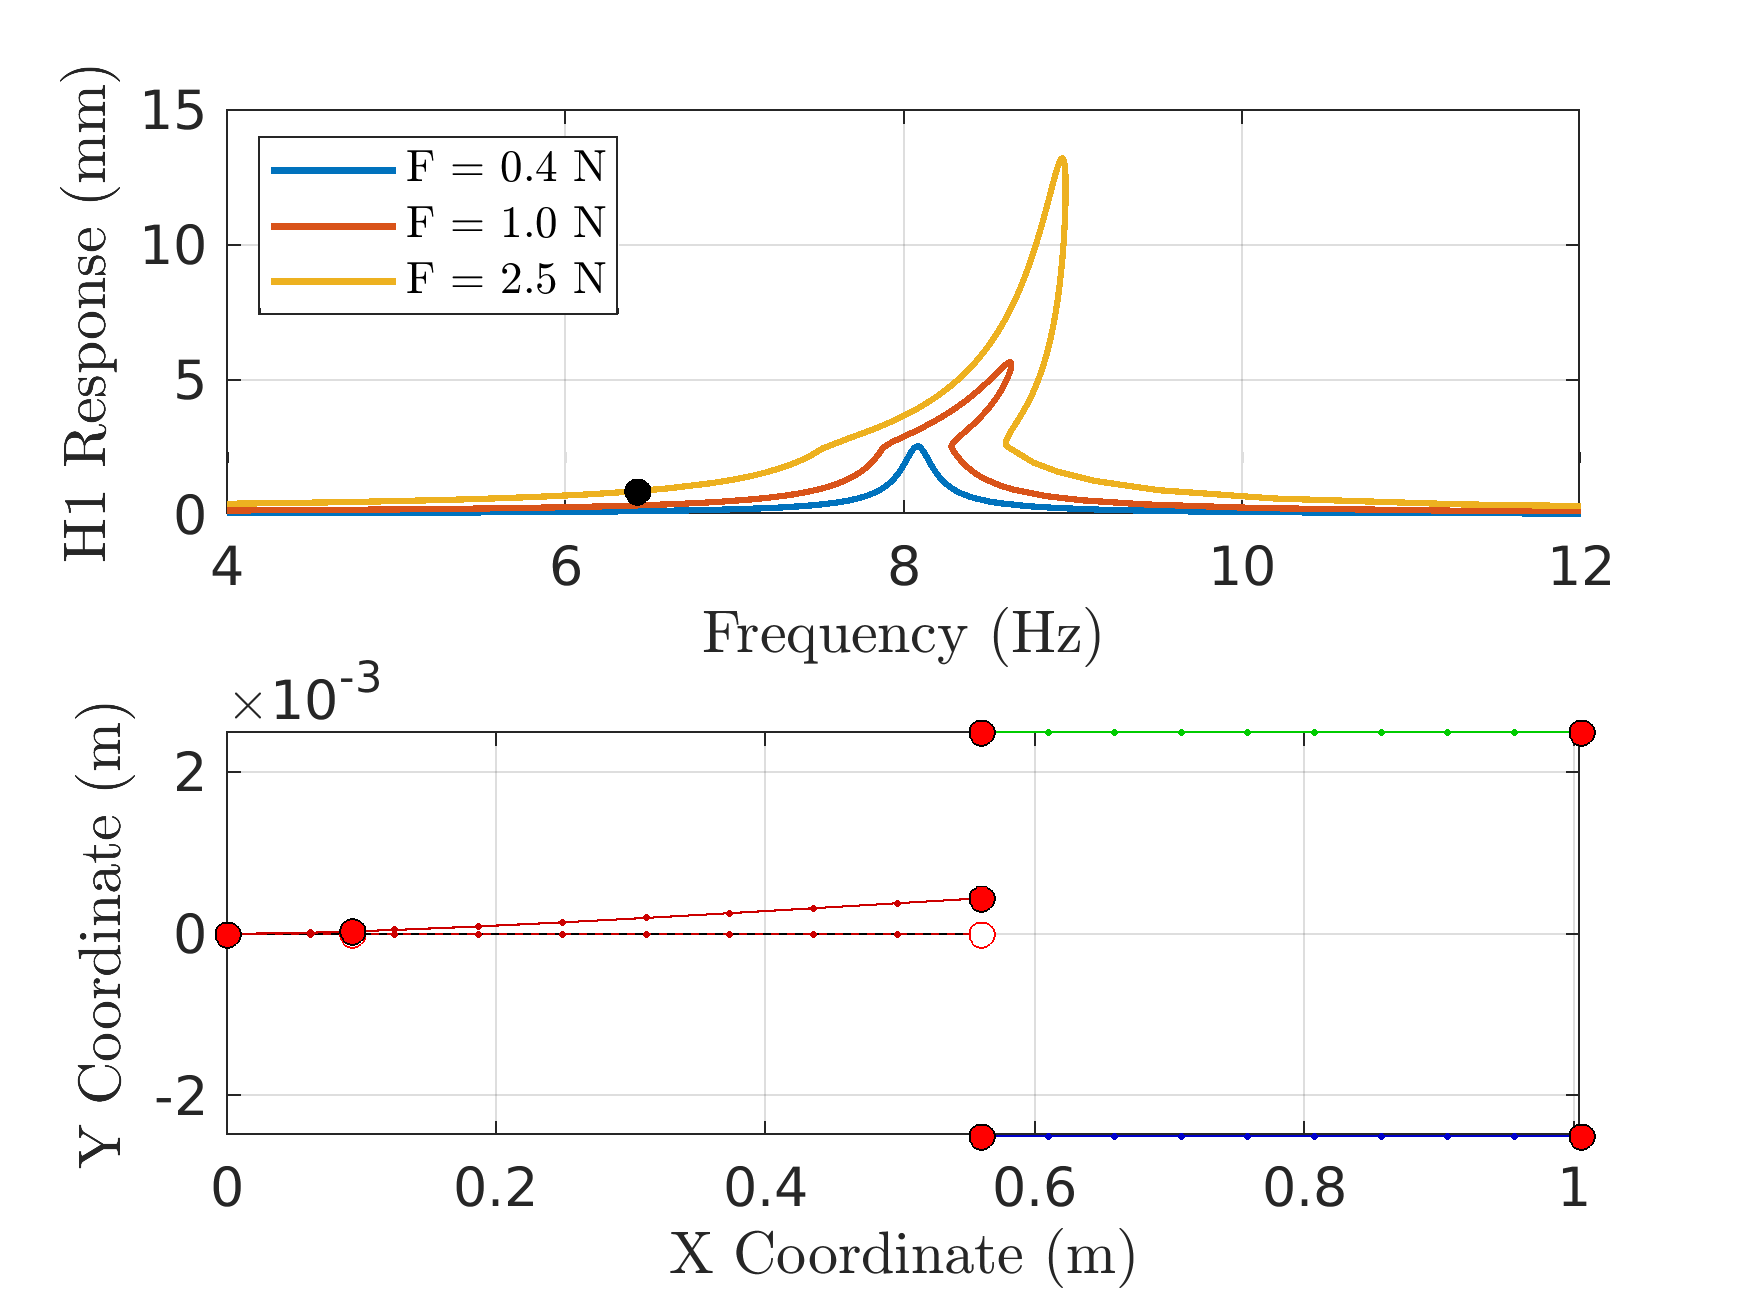 H1 Response (mm)
15
10
5
0
F = 0.4 N
F = 1.0 N
F = 2.5 N
4 6 8 10 12
Frequency (Hz)
×10-3
Y Coordinate (m)
2
0
-2
0 0.2 0.4 0.6 0.8 1
X Coordinate (m)